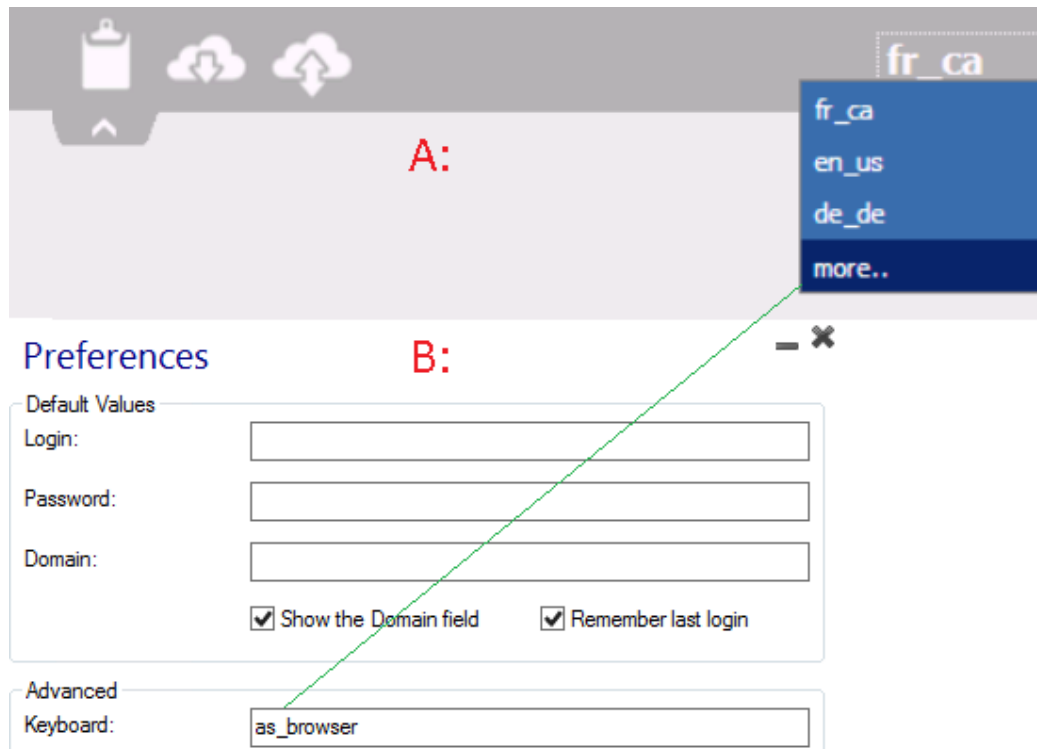 fr_ca
fr_ca
A:
en_us
de_de
more..
Preferences
B:
Default Values
Login:
Password:
Domain:
Show the Domain field
Remember last login
Advanced
Keyboard:
as_browser